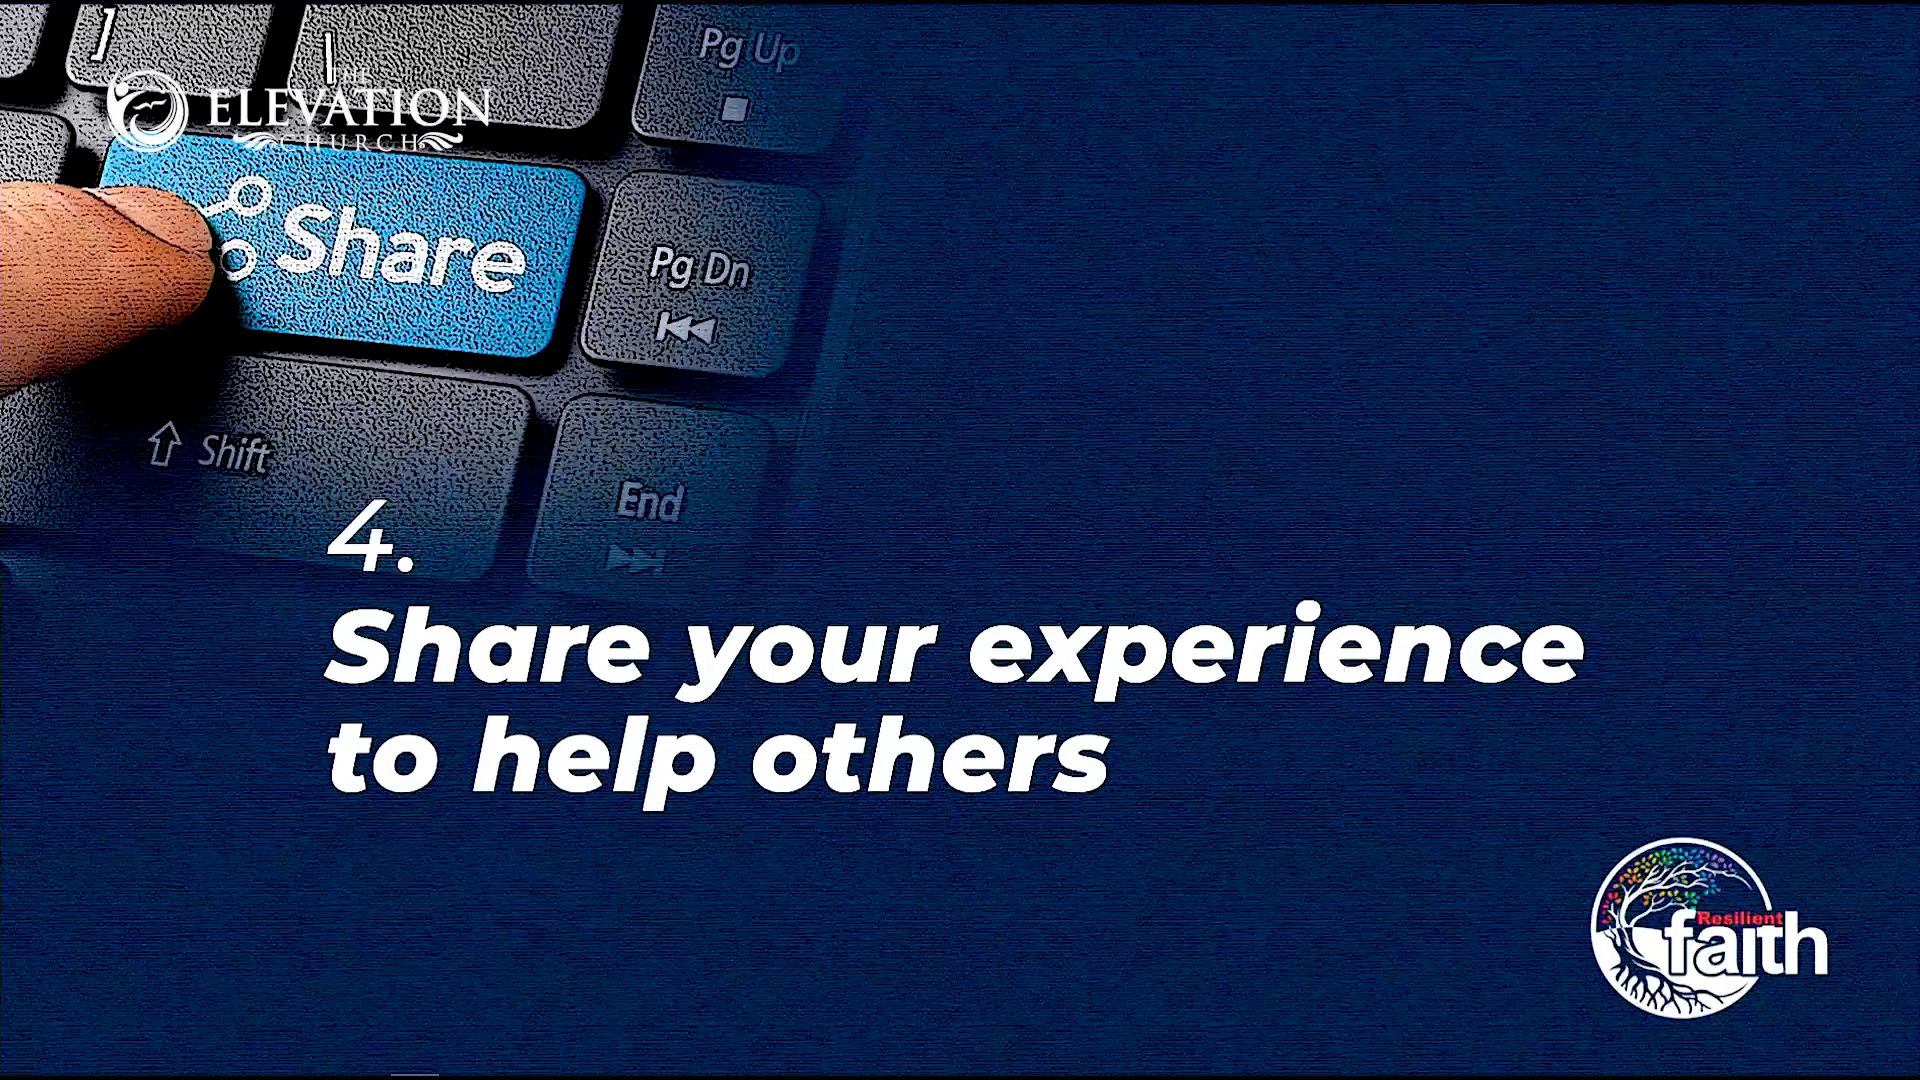 ]
Pg Up
THE
ELEVATION
CHURCH
Share
Pg Dn
Shift
End
4.
Share your experience
to help others
Resilient
faith